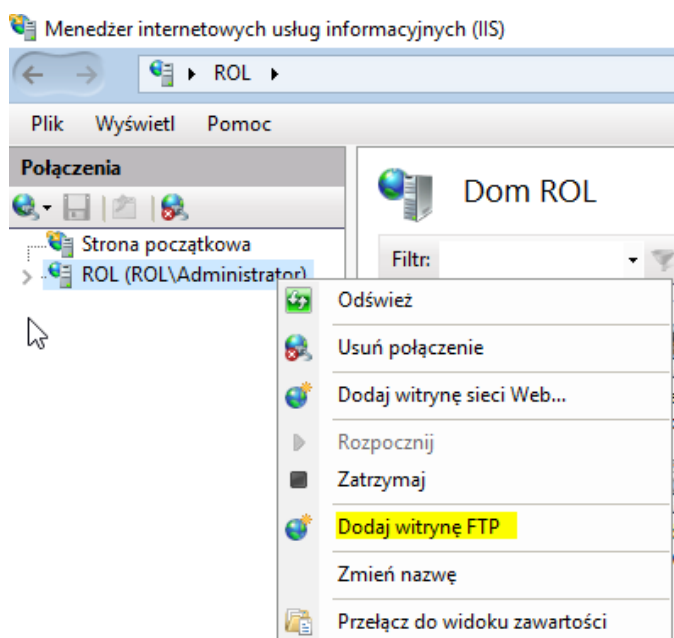 Menedżer internetowych usług informacyjnych (IIS)
ROL
Plik Wyświetl Pomoc
Połączenia
Strona początkowa
ROL (ROL\Administrator)
Dom ROL
Filtr:
Odśwież
Usuń połączenie
Dodaj witrynę sieci Web...
Rozpocznij
Zatrzymaj
Dodaj witrynę FTP
Zmień nazwę
Przełącz do widoku zawartości